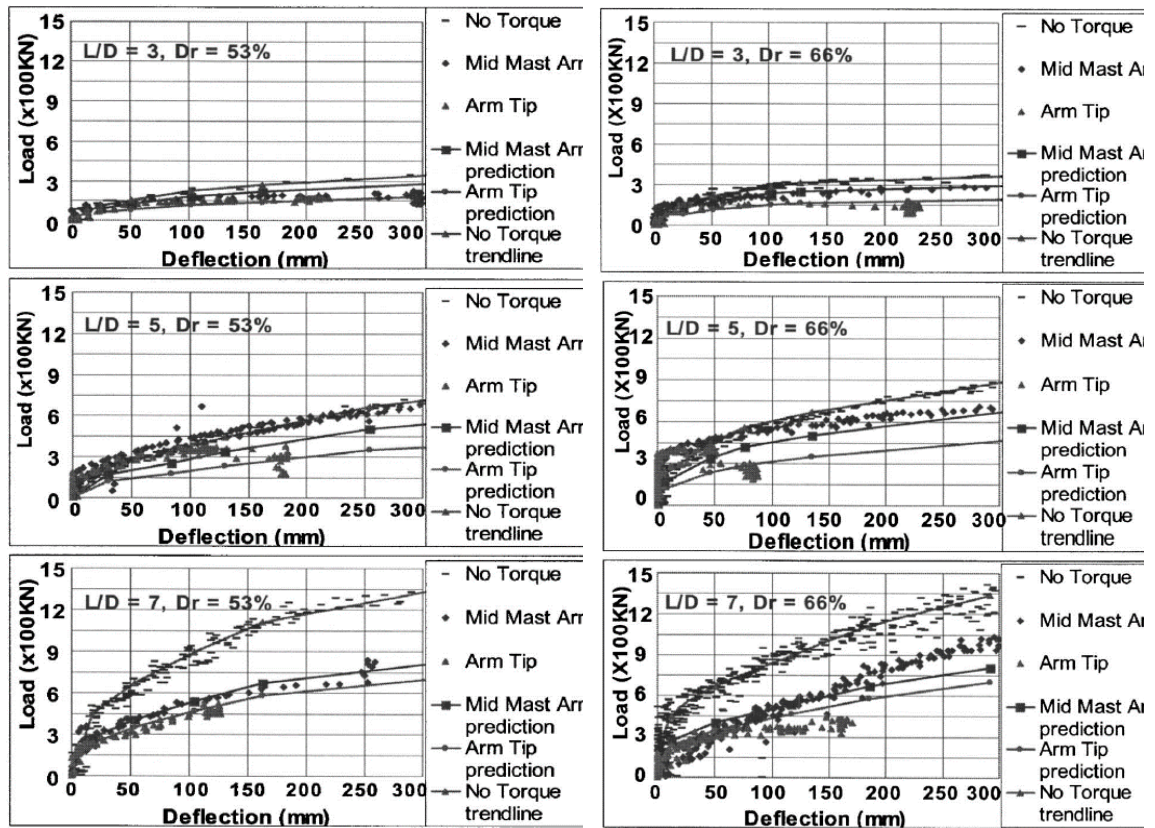 15
12
9
6
3
0
Load (x100KN)
L/D = 3, Dr = 53%
0 50 100 150 200 250 300
Deflection (mm)
No Torque
Mid Mast Arr
Arm Tip
Mid Mast Arr
prediction
Arm Tip
prediction
No Torque
trendline
15
12
9
6
3
0
Load (X100KN)
L/D = 3, Dr = 66%
0 50 100 150 200 250 300
Deflection (mm)
No Torque
Mid Mast Ar
Arm Tip
Mid Mast Ar
prediction
Arm Tip
prediction
No Torque
trendline
15
12
9
6
3
0
Load (x100KN)
L/D = 5, Dr = 53%
0 50 100 150 200 250 300
Deflection (mm)
No Torque
Mid Mast Arr
Arm Tip
Mid Mast Arr
prediction
Arm Tip
prediction
No Torque
trendline
15
12
9
6
3
0
Load (X100KN)
L/D = 5, Dr = 66%
0 50 100 150 200 250 300
Deflection (mm)
No Torque
Mid Mast Ar
Arm Tip
Mid Mast Ar
prediction
Arm Tip
prediction
No Torque
trendline
15
12
9
6
3
0
Load (x100KN)
L/D = 7, Dr = 53%
0 50 100 150 200 250 300
Deflection (mm)
No Torque
Mid Mast Arr
Arm Tip
Mid Mast Arr
prediction
Arm Tip
prediction
No Torque
trendline
15
12
9
6
3
0
Load (X100KN)
L/D = 7, Dr = 66%
0 50 100 150 200 250 300
Deflection (mm)
No Torque
Mid Mast Ar
Arm Tip
Mid Mast Ar
prediction
Arm Tip
prediction
No Torque
trendline